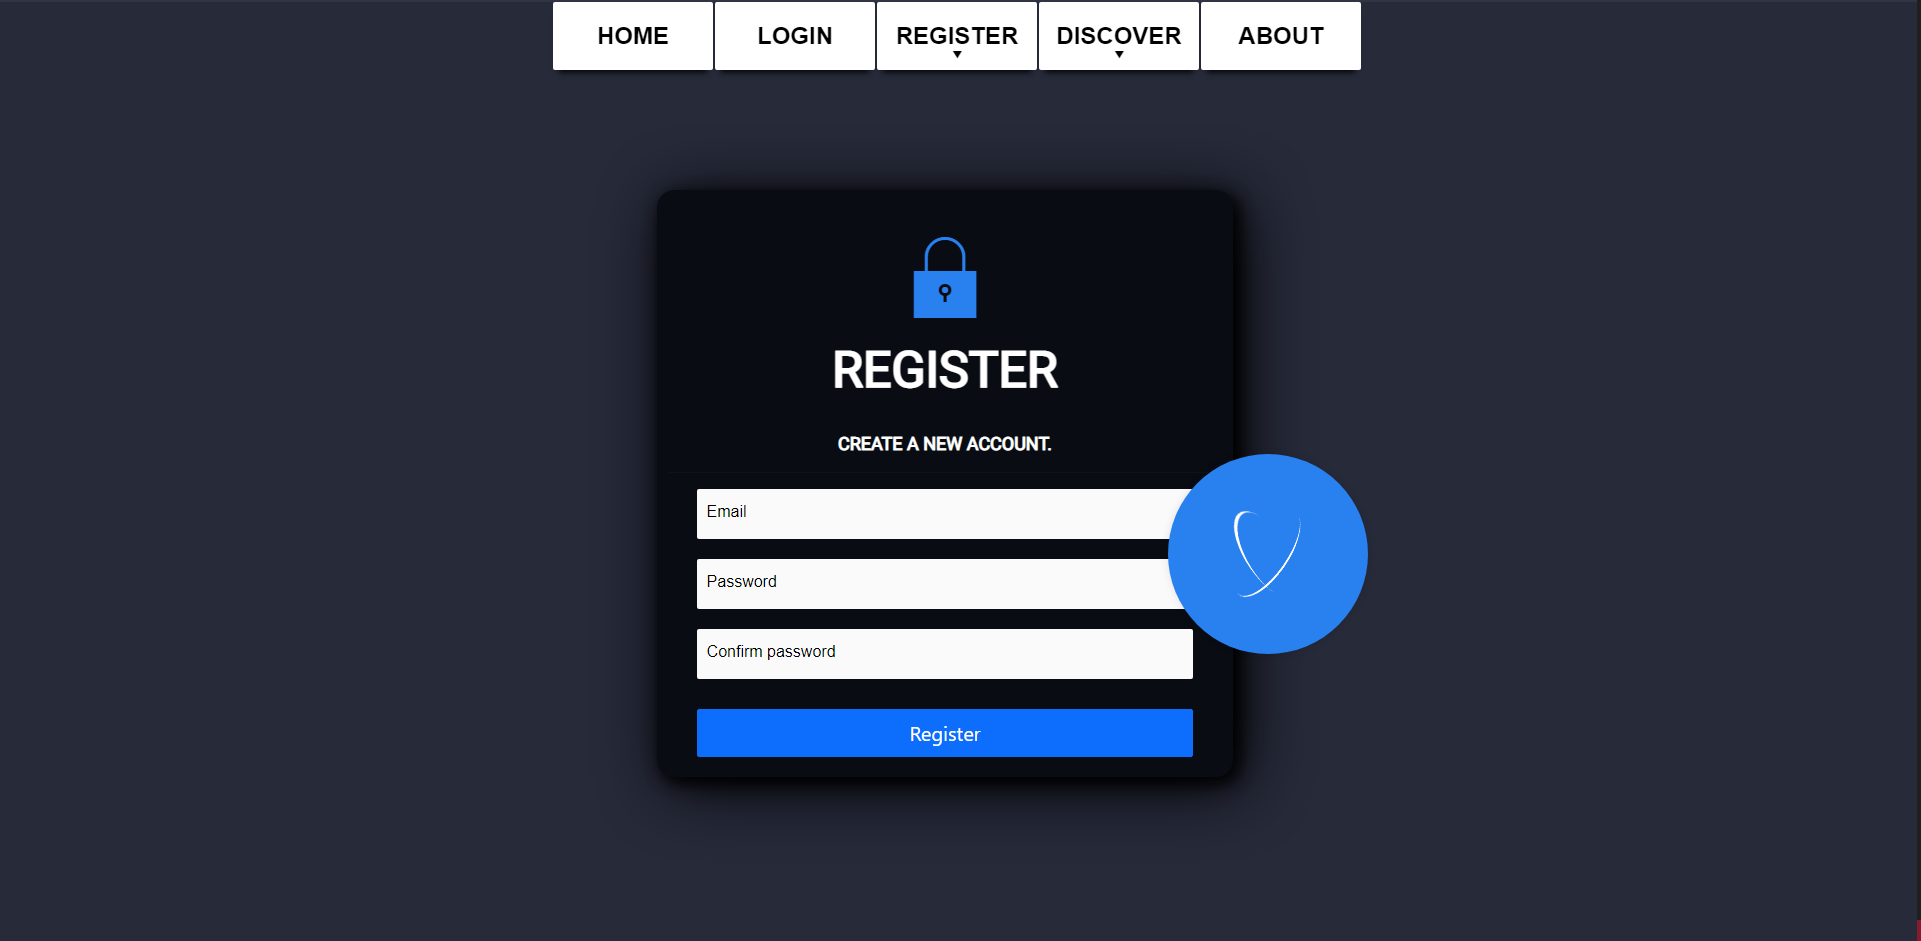 HOME LOGIN REGISTER DISCOVER ABOUT
REGISTER
CREATE A NEW ACCOUNT.
Email
Password
Confirm password
Register